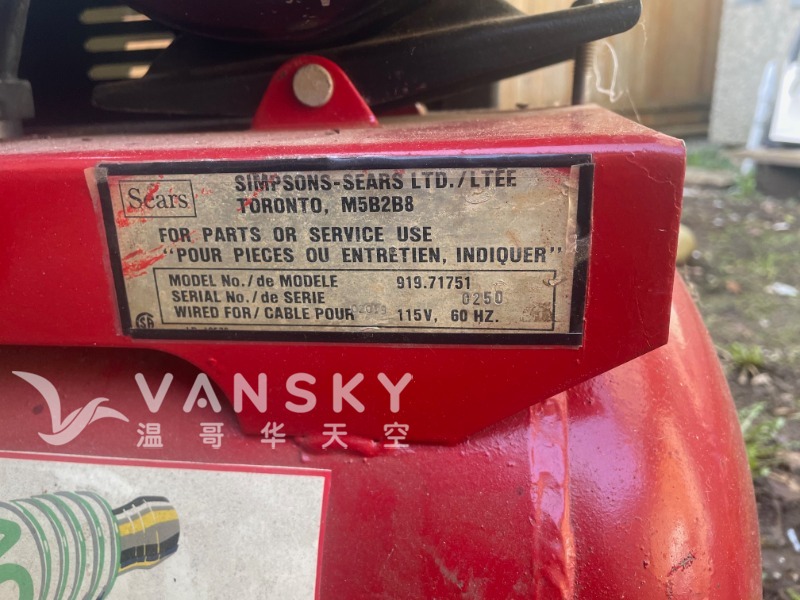 Sears
SIMPSONS-SEARS LTD./LTEE
TORONTO, M5B2B8
FOR PARTS OR SERVICE USE
"POUR PIECES OU ENTRETIEN, INDIQUER"
MODEL No./de MODELE 919.71751
SERIAL No./de SERIE 0250
WIRED FOR/CABLE POUR 115V, 60 HZ.
VANSKY
温哥华天空